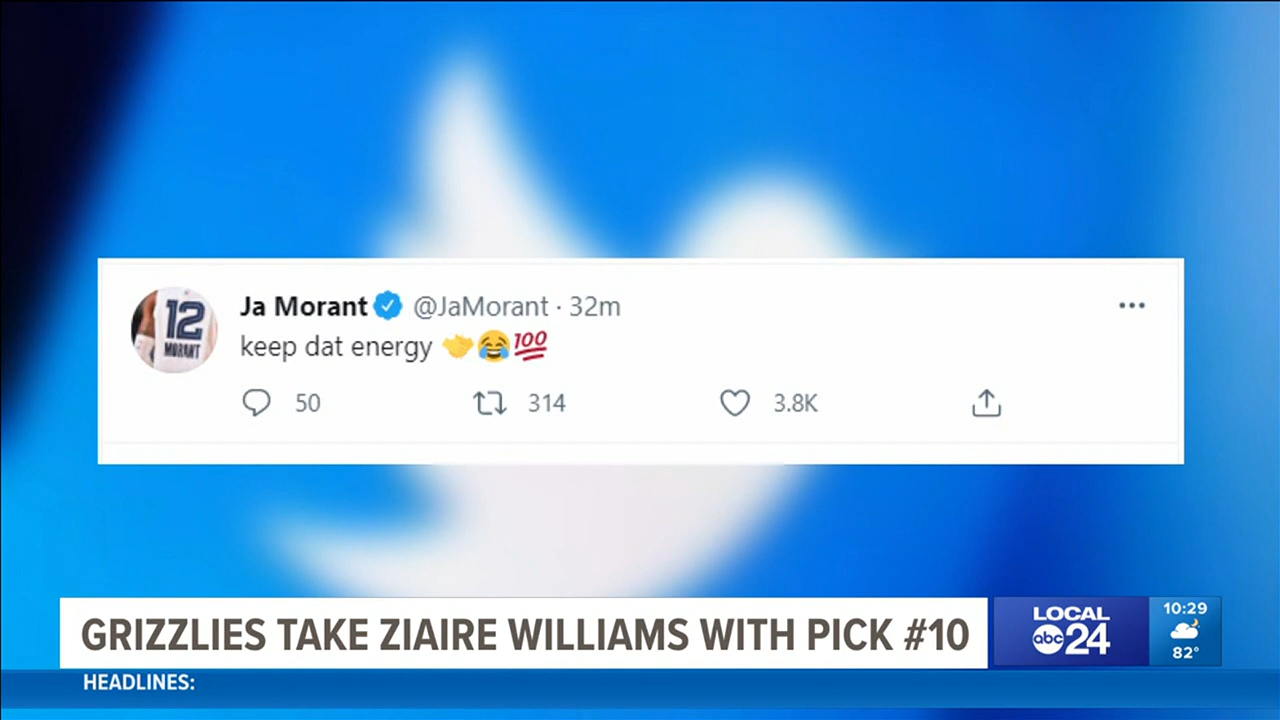 12
MORANT
Ja Morant @JaMorant · 32m
keep dat energy 🤝😂💯
50 314 3.8K
GRIZZLIES TAKE ZIAIRE WILLIAMS WITH PICK #10
LOCAL
abc 24
10:29
82°
HEADLINES: